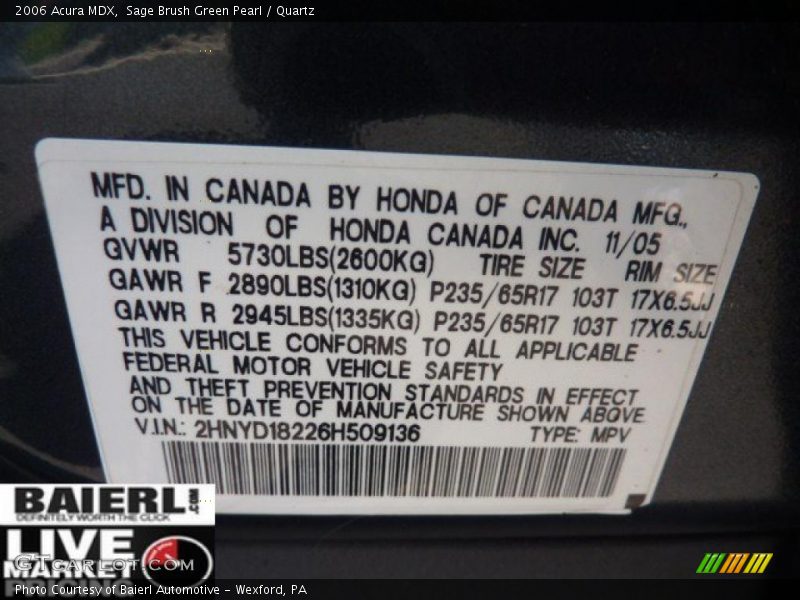 2006 Acura MDX, Sage Brush Green Pearl / Quartz
MFD. IN CANADA BY HONDA OF CANADA MFG.,
A DIVISION OF HONDA CANADA INC. 11/05
GVWR 5730LBS(2600KG) TIRE SIZE RIM SIZE
GAWR F 2890LBS(1310KG) P235/65R17 103T 17X6.5JJ
GAWR R 2945LBS(1335KG) P235/65R17 103T 17X6.5JJ
THIS VEHICLE CONFORMS TO ALL APPLICABLE
FEDERAL MOTOR VEHICLE SAFETY
AND THEFT PREVENTION STANDARDS IN EFFECT
ON THE DATE OF MANUFACTURE SHOWN ABOVE.
V.I.N.: 2HNYD18226H509136 TYPE: MPV
BAIERL.com
DEFINITELY WORTH THE CLICK
LIVE
MARKET
GTcarlot.com
Photo Courtesy of Baierl Automotive - Wexford, PA